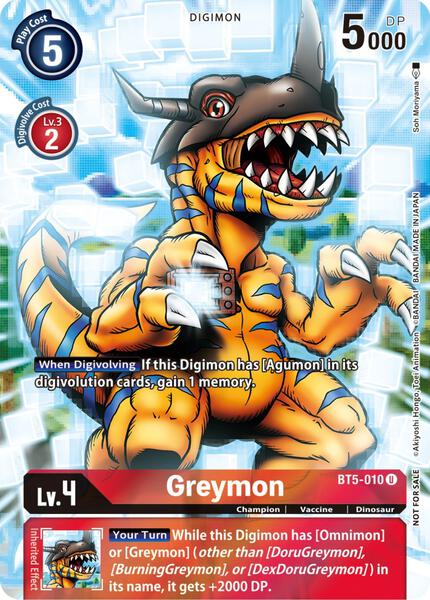 DIGIMON
Play Cost
5
DP
5000
Digivolve Cost
Lv.3
2
Soh Moriyama
©Akiyoshi Hongo, Toei Animation ©BANDAI BANDAI MADE IN JAPAN
NOT FOR SALE
When Digivolving If this Digimon has [Agumon] in its
digivolution cards, gain 1 memory.
BT5-010 U
Lv.4
Greymon
Champion | Vaccine | Dinosaur
Inherited Effect
Your Turn While this Digimon has [Omnimon]
or [Greymon] (other than [DoruGreymon],
[BurningGreymon], or [DexDoruGreymon]) in
its name, it gets +2000 DP.